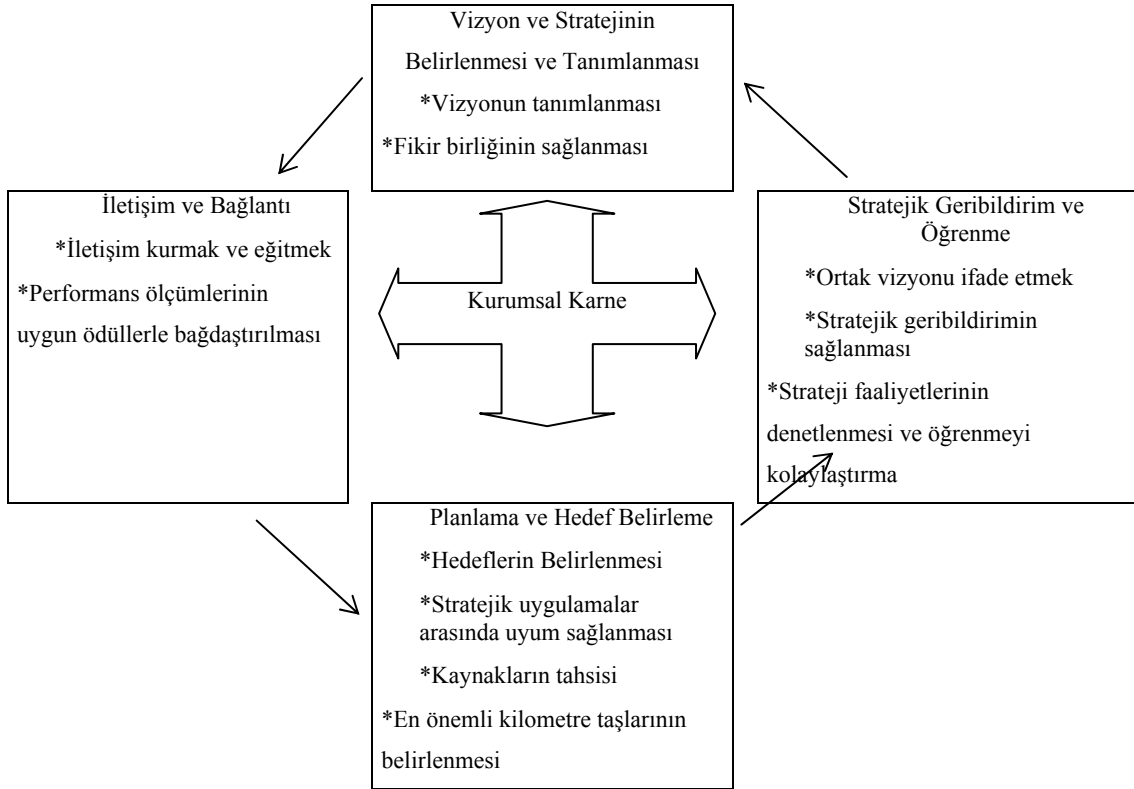 Vizyon ve Stratejinin
Belirlenmesi ve Tanımlanması
*Vizyonun tanımlanması
*Fikir birliğinin sağlanması
İletişim ve Bağlantı
*İletişim kurmak ve eğitmek
*Performans ölçümlerinin
uygun ödüllerle bağdaştırılması
Kurumsal Karne
Stratejik Geribildirim ve
Öğrenme
*Ortak vizyonu ifade etmek
*Stratejik geribildirimin
sağlanması
*Strateji faaliyetlerinin
denetlenmesi ve öğrenmeyi
kolaylaştırma
Planlama ve Hedef Belirleme
*Hedeflerin Belirlenmesi
*Stratejik uygulamalar
arasında uyum sağlanması
*Kaynakların tahsisi
*En önemli kilometre taşlarının
belirlenmesi